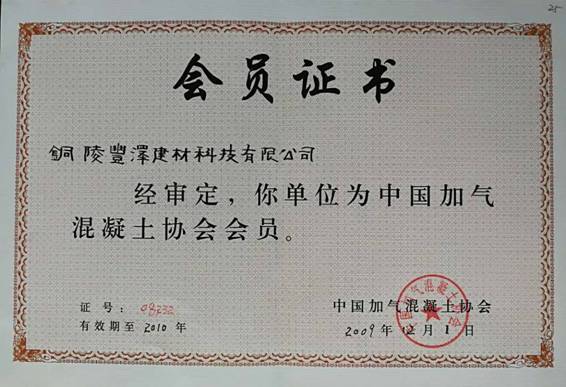 25
会员证书
銅陵豐澤建材科技有限公司
经审定，你单位为中国加气
混凝土协会会员。
证号：08232
有效期至 2010 年
中国加气混凝土协会
2009 年 12 月 1 日